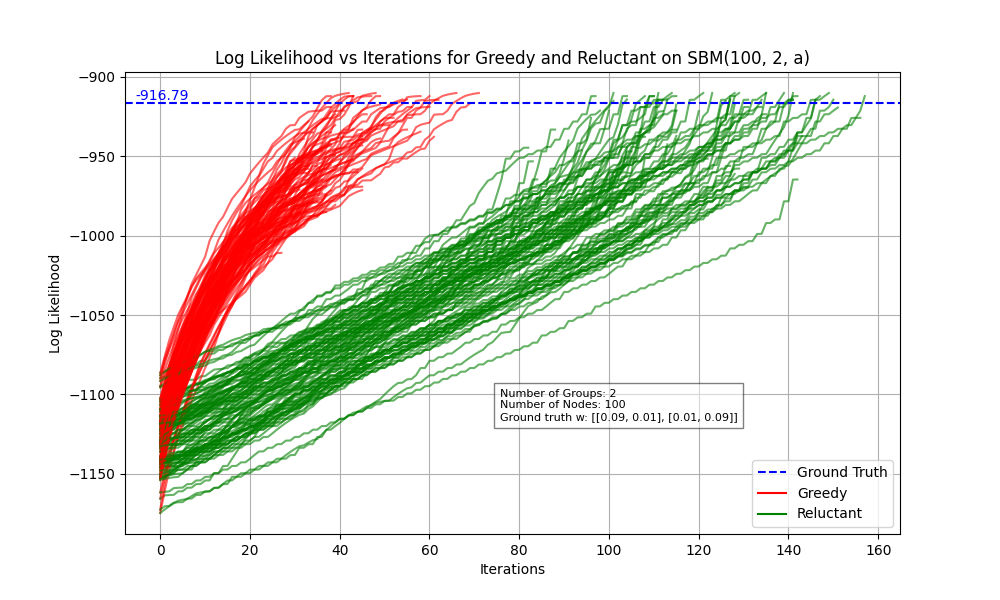 Log Likelihood vs Iterations for Greedy and Reluctant on SBM(100, 2, a)
−900
-916.79
−950
−1000
Log Likelihood
−1050
−1100
Number of Groups: 2
Number of Nodes: 100
Ground truth w: [[0.09, 0.01], [0.01, 0.09]]
−1150
Ground Truth
Greedy
Reluctant
0 20 40 60 80 100 120 140 160
Iterations